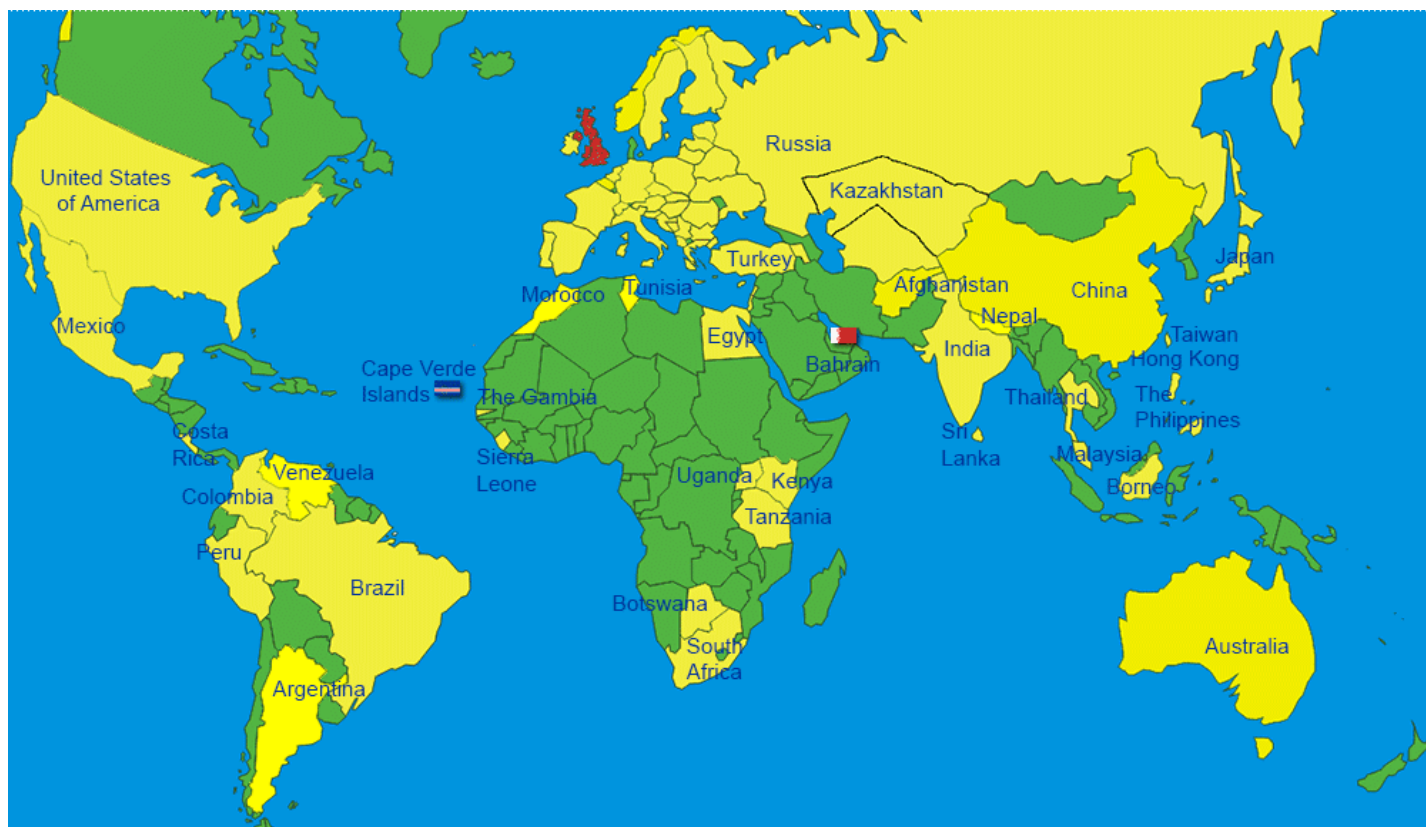 Russia
United States
of America
Kazakhstan
Japan
Turkey
Afghanistan
China
Tunisia
Morocco
Nepal
Mexico
Egypt
Taiwan
India
Hong Kong
Bahrain
Cape Verde
Islands
The Gambia
Thailand
The
Philippines
Costa
Rica
Sri
Lanka
Malaysia
Sierra
Leone
Venezuela
Uganda
Kenya
Borneo
Colombia
Tanzania
Peru
Brazil
Botswana
South
Africa
Australia
Argentina